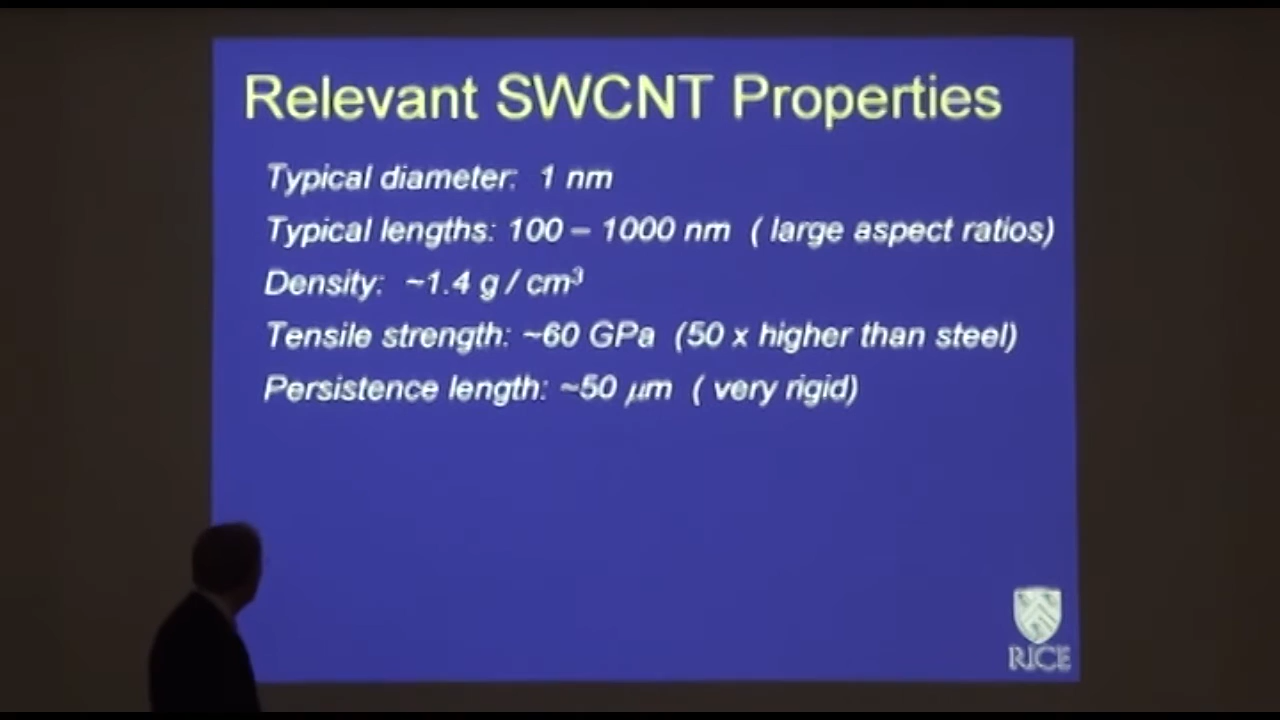 Relevant SWCNT Properties
Typical diameter: 1 nm
Typical lengths: 100 – 1000 nm ( large aspect ratios)
Density: ~1.4 g / cm³
Tensile strength: ~60 GPa (50 x higher than steel)
Persistence length: ~50 μm ( very rigid)
RICE